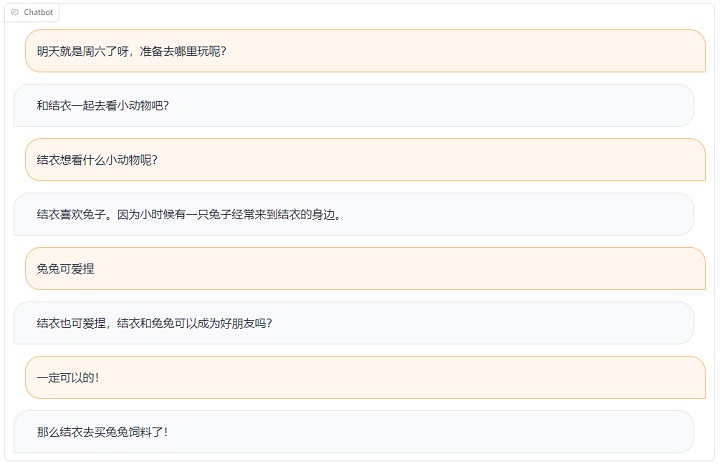 Chatbot
明天就是周六了呀，准备去哪里玩呢？
和结衣一起去看小动物吧？
结衣想看什么小动物呢？
结衣喜欢兔子。因为小时候有一只兔子经常来到结衣的身边。
兔兔可爱捏
结衣也可爱捏，结衣和兔兔可以成为好朋友吗？
一定可以的！
那么结衣去买兔兔饲料了！